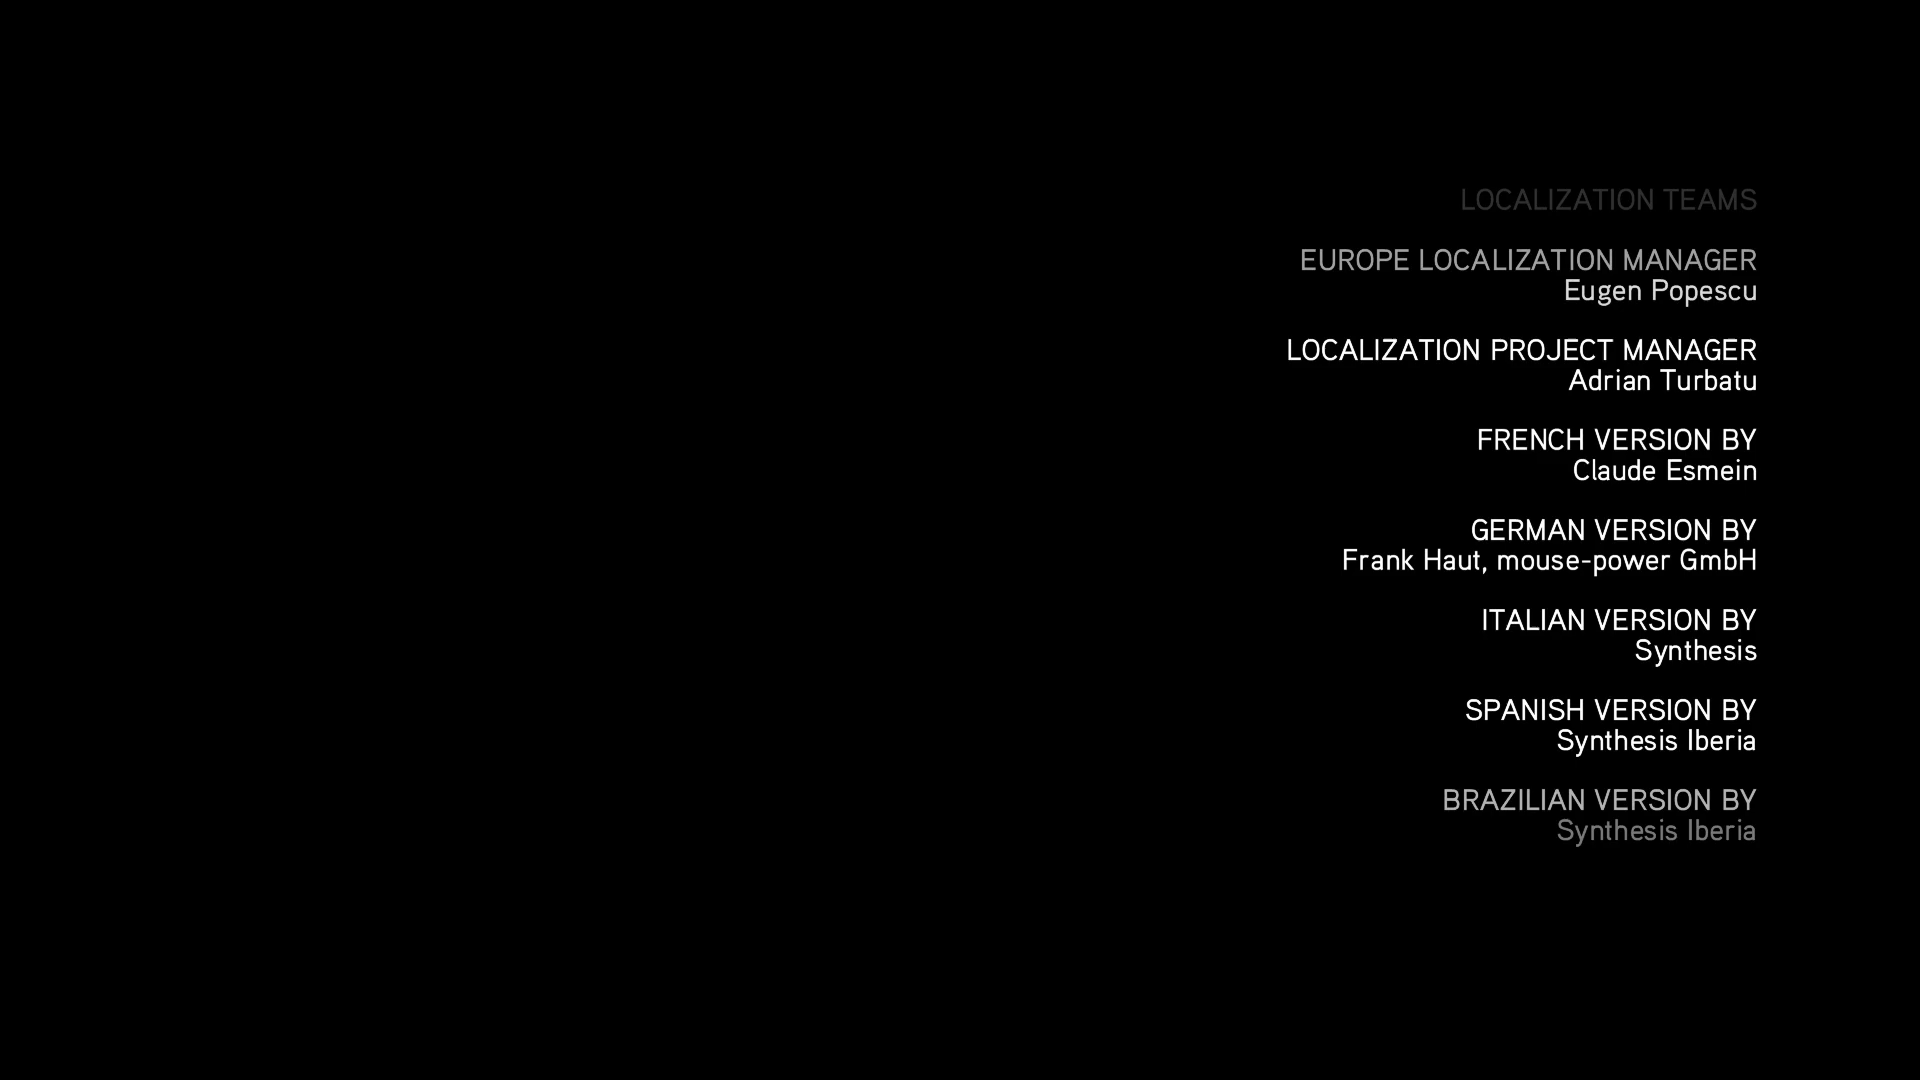 LOCALIZATION TEAMS
EUROPE LOCALIZATION MANAGER
Eugen Popescu
LOCALIZATION PROJECT MANAGER
Adrian Turbatu
FRENCH VERSION BY
Claude Esmein
GERMAN VERSION BY
Frank Haut, mouse-power GmbH
ITALIAN VERSION BY
Synthesis
SPANISH VERSION BY
Synthesis Iberia
BRAZILIAN VERSION BY
Synthesis Iberia